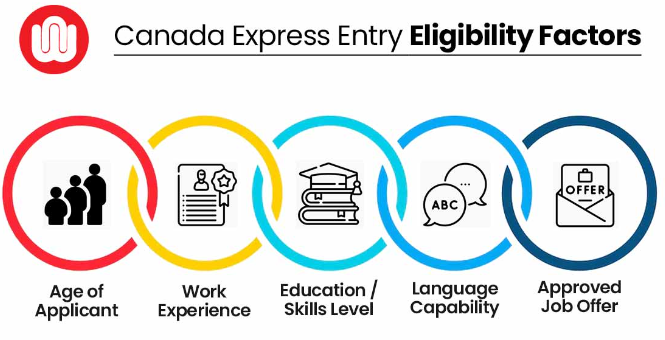 Canada Express Entry Eligibility Factors
OFFER
ABC
...
Age of
Applicant
Work
Experience
Education /
Skills Level
Language
Capability
Approved
Job Offer